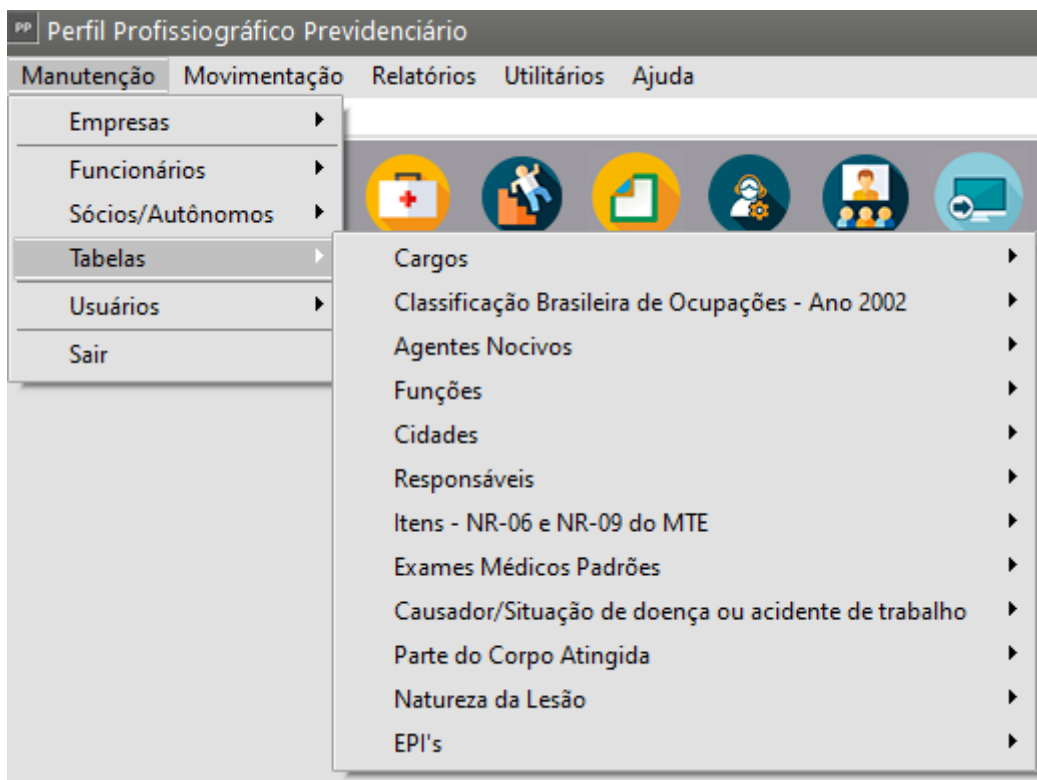 PP Perfil Profissiográfico Previdenciário
Manutenção Movimentação Relatórios Utilitários Ajuda
Empresas
Funcionários
Sócios/Autônomos
Tabelas
Usuários
Sair
Cargos
Classificação Brasileira de Ocupações - Ano 2002
Agentes Nocivos
Funções
Cidades
Responsáveis
Itens - NR-06 e NR-09 do MTE
Exames Médicos Padrões
Causador/Situação de doença ou acidente de trabalho
Parte do Corpo Atingida
Natureza da Lesão
EPI's